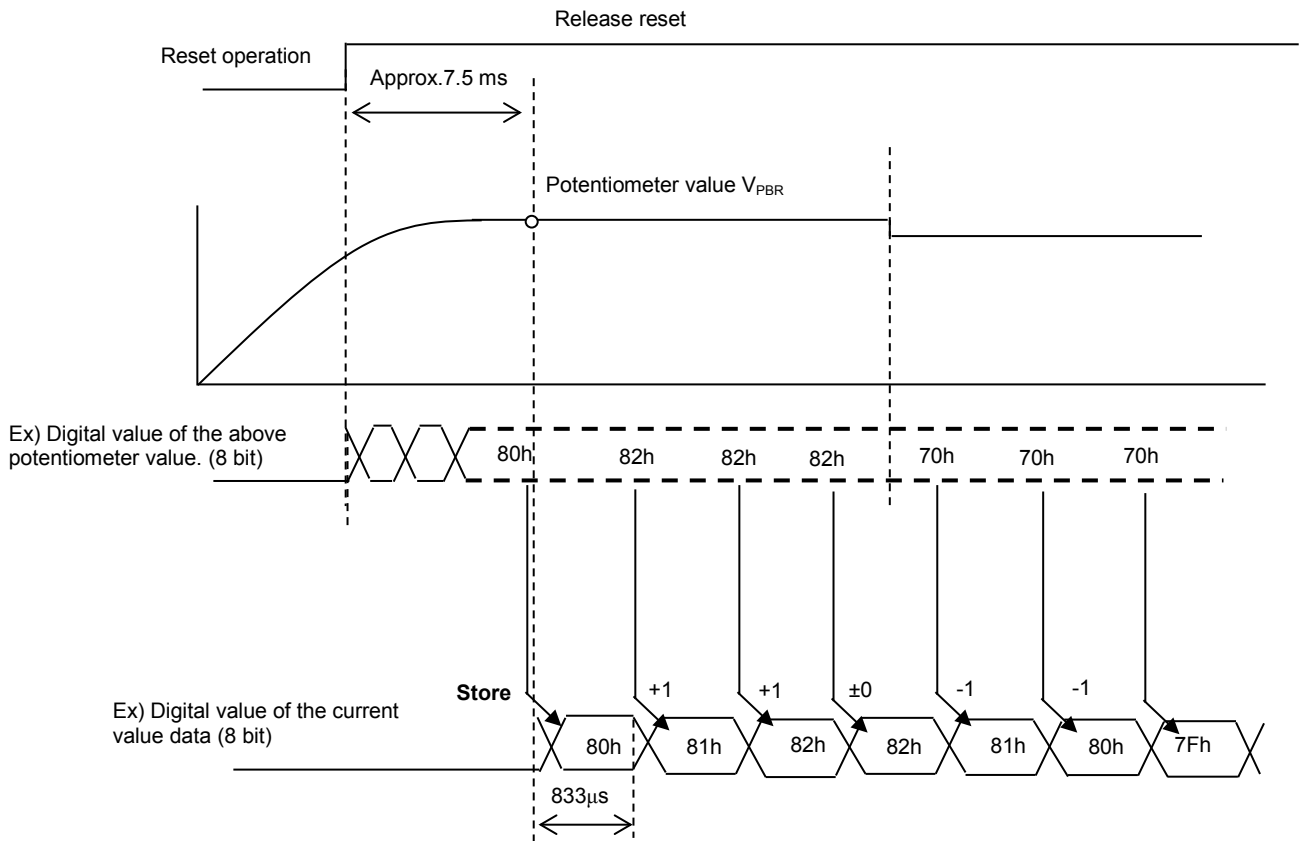 Release reset
Reset operation
Approx.7.5 ms
Potentiometer value VPBR
Ex) Digital value of the above
potentiometer value. (8 bit)
80h 82h 82h 82h 70h 70h 70h
Store +1 +1 ±0 -1 -1
Ex) Digital value of the current
value data (8 bit)
80h 81h 82h 82h 81h 80h 7Fh
833µs